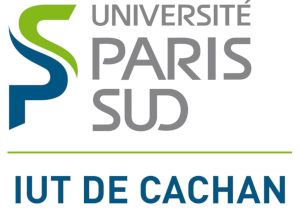 UNIVERSITÉ
PARIS
SUD
IUT DE CACHAN